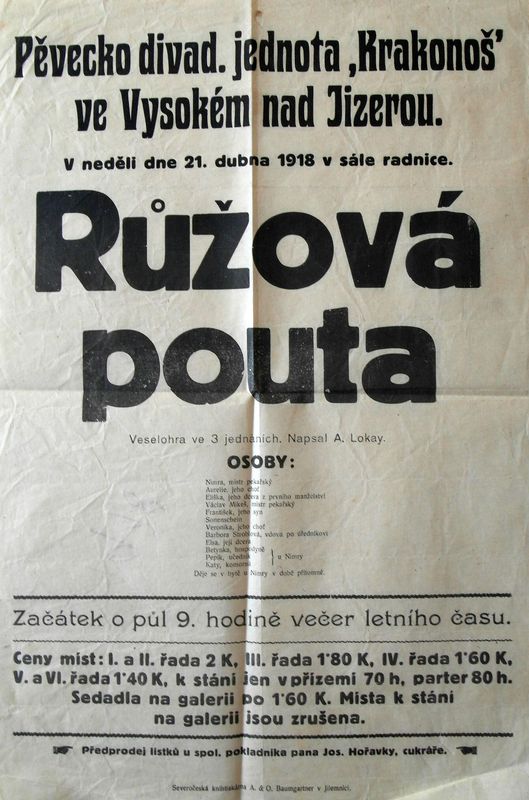 Pěvecko divad. jednota ‚Krakonoš‘
ve Vysokém nad Jizerou.
V neděli dne 21. dubna 1918 v sále radnice.
Růžová
pouta
Veselohra ve 3 jednáních. Napsal A. Lokay.
OSOBY:
Nimra, mistr pekařský
Aurelie, jeho choť
Eliška, jeho dcera z prvního manželství
Václav Mikeš, mistr pekařský
František, jeho syn
Sonenschein
Veronika, jeho choť
Barbora Štolbová, vdova po úředníkovi
Elsa, její dcera
Betynka, hospodyně
Pepík, učedník } u Nimry
Katy, komorná
Děje se v bytě u Nimry v době přítomné.
Začátek o půl 9. hodině večer letního času.
Ceny míst: I. a II. řada 2 K, III. řada 1·80 K, IV. řada 1·60 K,
V. a VI. řada 1·40 K, k stání jen v přízemí 70 h, parter 80 h.
Sedadla na galerii po 1·60 K. Místa k stání
na galerii jsou zrušena.
Předprodej lístků u spol. pokladníka pana Jos. Hořavky, cukráře.
Severočeská knihtiskárna A. & O. Baumgartner v Jilemnici.